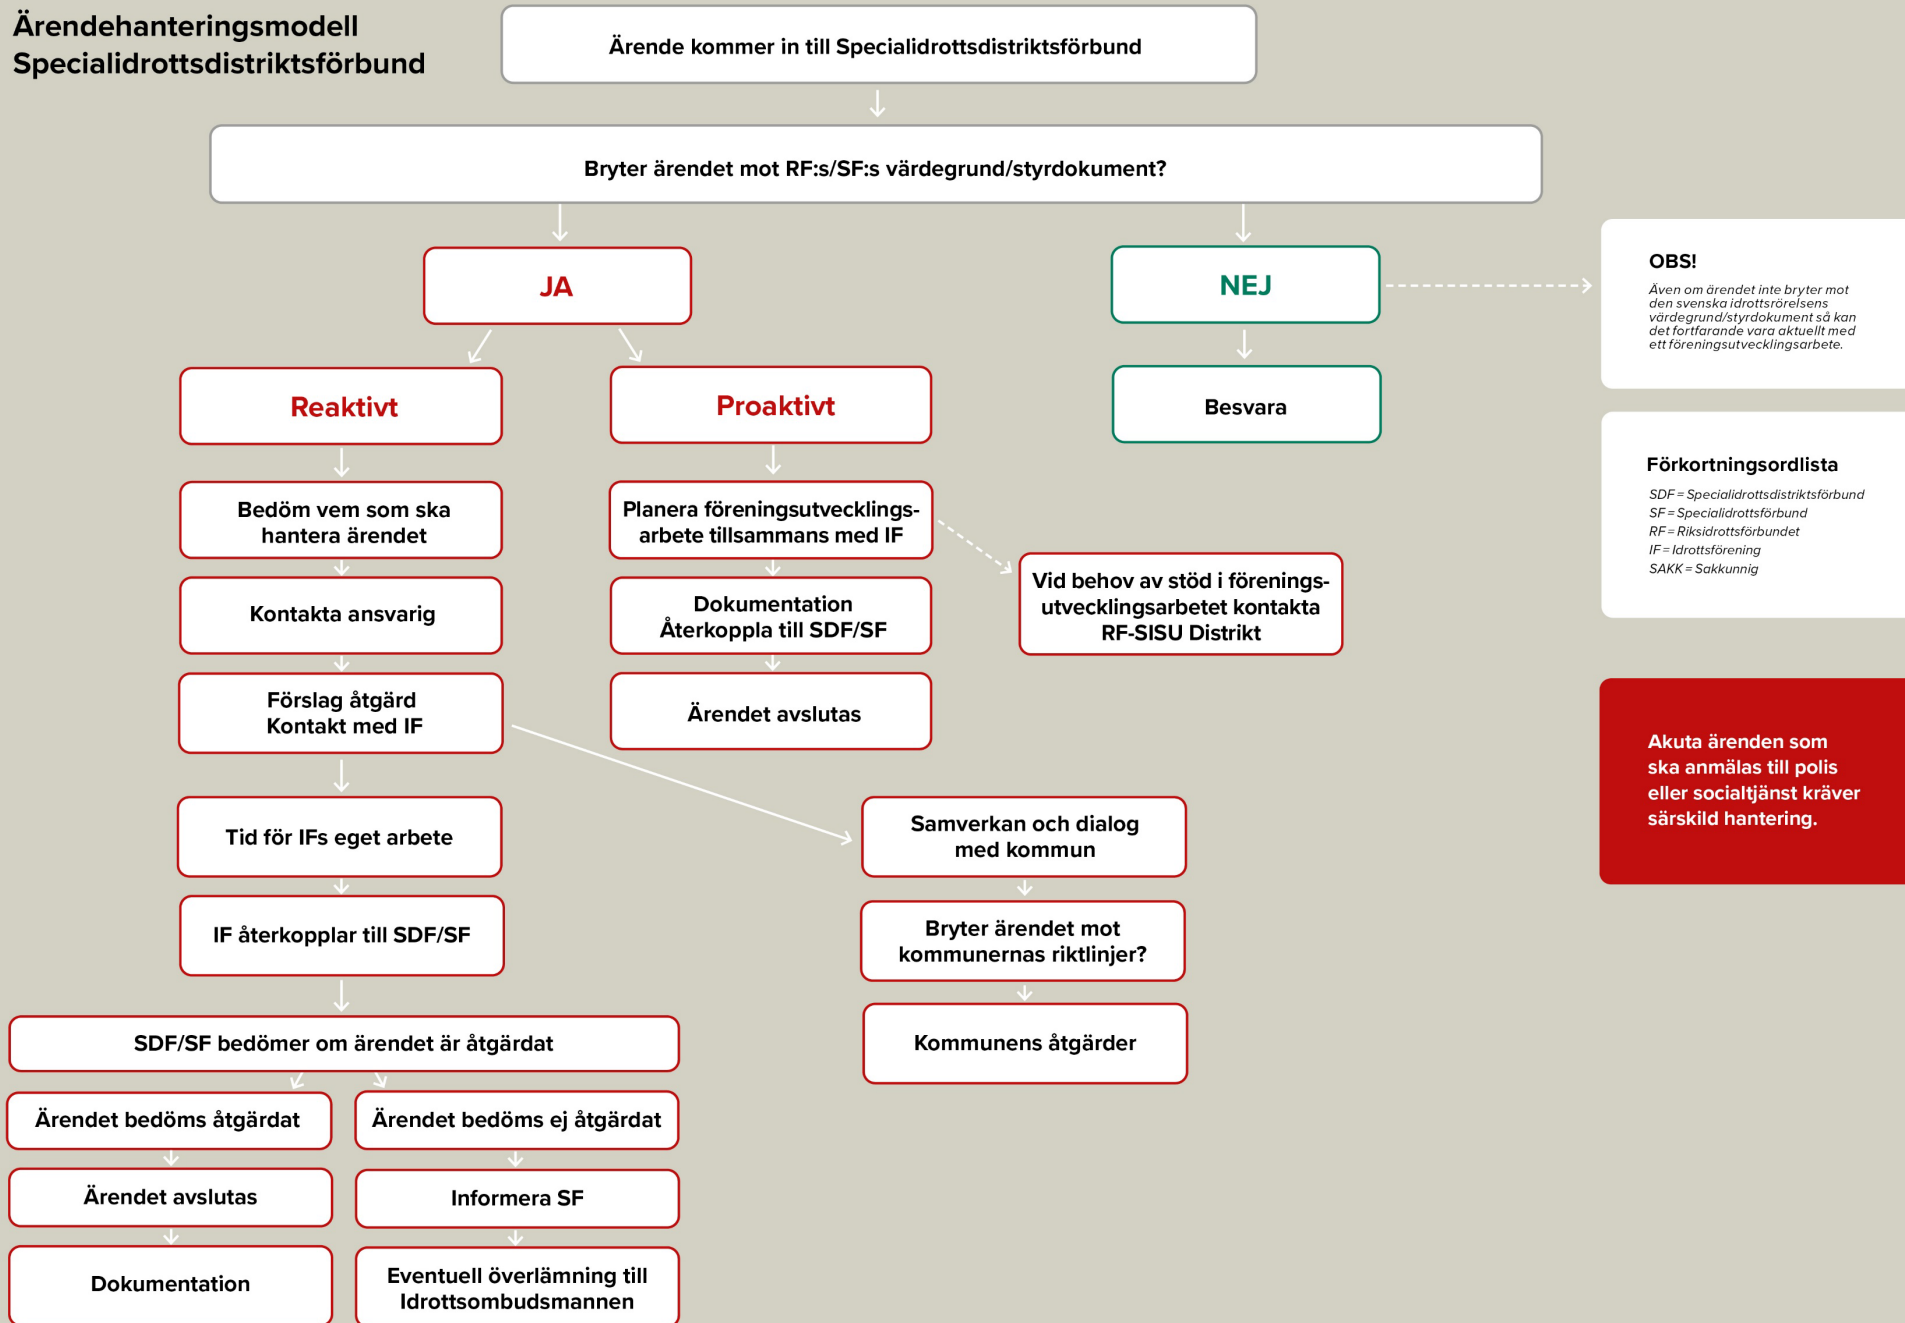 Ärendehanteringsmodell
Specialidrottsdistriktsförbund
Ärende kommer in till Specialidrottsdistriktsförbund
Bryter ärendet mot RF:s/SF:s värdegrund/styrdokument?
JA
NEJ
OBS!
Även om ärendet inte bryter mot
den svenska idrottsrörelsens
värdegrund/styrdokument så kan
det fortfarande vara aktuellt med
ett föreningsutvecklingsarbete.
Reaktivt
Proaktivt
Besvara
Förkortningsordlista
SDF = Specialidrottsdistriktsförbund
SF = Specialidrottsförbund
RF = Riksidrottsförbundet
IF = Idrottsförening
SAKK = Sakkunnig
Bedöm vem som ska
hantera ärendet
Planera föreningsutvecklings-
arbete tillsammans med IF
Vid behov av stöd i förenings-
utvecklingsarbetet kontakta
RF-SISU Distrikt
Kontakta ansvarig
Dokumentation
Återkoppla till SDF/SF
Förslag åtgärd
Kontakt med IF
Ärendet avslutas
Akuta ärenden som
ska anmälas till polis
eller socialtjänst kräver
särskild hantering.
Tid för IFs eget arbete
Samverkan och dialog
med kommun
IF återkopplar till SDF/SF
Bryter ärendet mot
kommunernas riktlinjer?
SDF/SF bedömer om ärendet är åtgärdat
Kommunens åtgärder
Ärendet bedöms åtgärdat
Ärendet bedöms ej åtgärdat
Ärendet avslutas
Informera SF
Dokumentation
Eventuell överlämning till
Idrottsombudsmannen